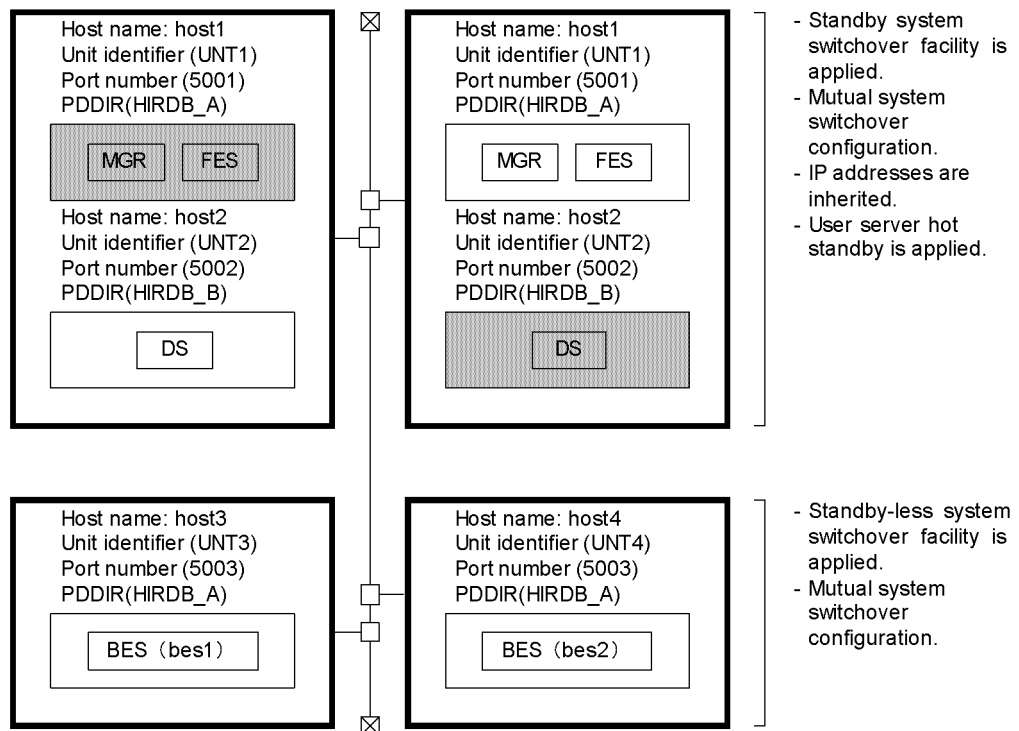 Host name: host1
Unit identifier (UNT1)
Port number (5001)
PDDIR(HIRDB_A)
MGR
FES
Host name: host2
Unit identifier (UNT2)
Port number (5002)
PDDIR(HIRDB_B)
DS
Host name: host1
Unit identifier (UNT1)
Port number (5001)
PDDIR(HIRDB_A)
MGR
FES
Host name: host2
Unit identifier (UNT2)
Port number (5002)
PDDIR(HIRDB_B)
DS
- Standby system
switchover facility is
applied.
- Mutual system
switchover
configuration.
- IP addresses are
inherited.
- User server hot
standby is applied.
Host name: host3
Unit identifier (UNT3)
Port number (5003)
PDDIR(HIRDB_A)
BES（bes1）
Host name: host4
Unit identifier (UNT4)
Port number (5003)
PDDIR(HIRDB_A)
BES（bes2）
- Standby-less system
switchover facility is
applied.
- Mutual system
switchover
configuration.